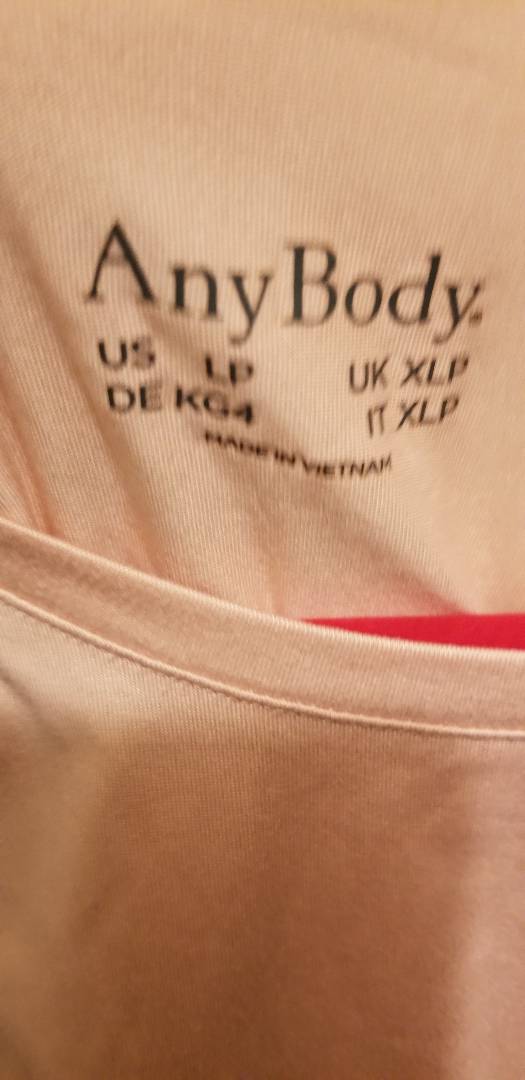 AnyBody.
US LP UK XLP
DE KG4 IT XLP
MADE IN VIETNAM